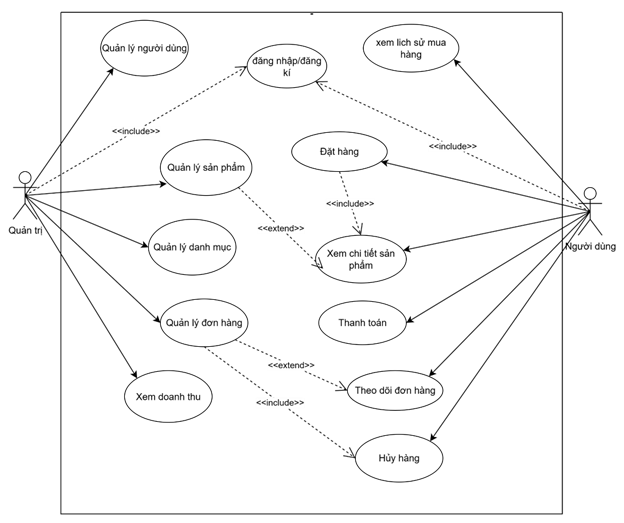 Quản lý người dùng
đăng nhập/đăng
kí
xem lich sử mua
hàng
<<include>>
<<include>>
Đặt hàng
Quản lý sản phẩm
<<include>>
Quản trị
<<extend>>
Người dùng
Quản lý danh mục
Xem chi tiết sản
phẩm
Quản lý đơn hàng
Thanh toán
<<extend>>
Xem doanh thu
Theo dõi đơn hàng
<<include>>
Hủy hàng